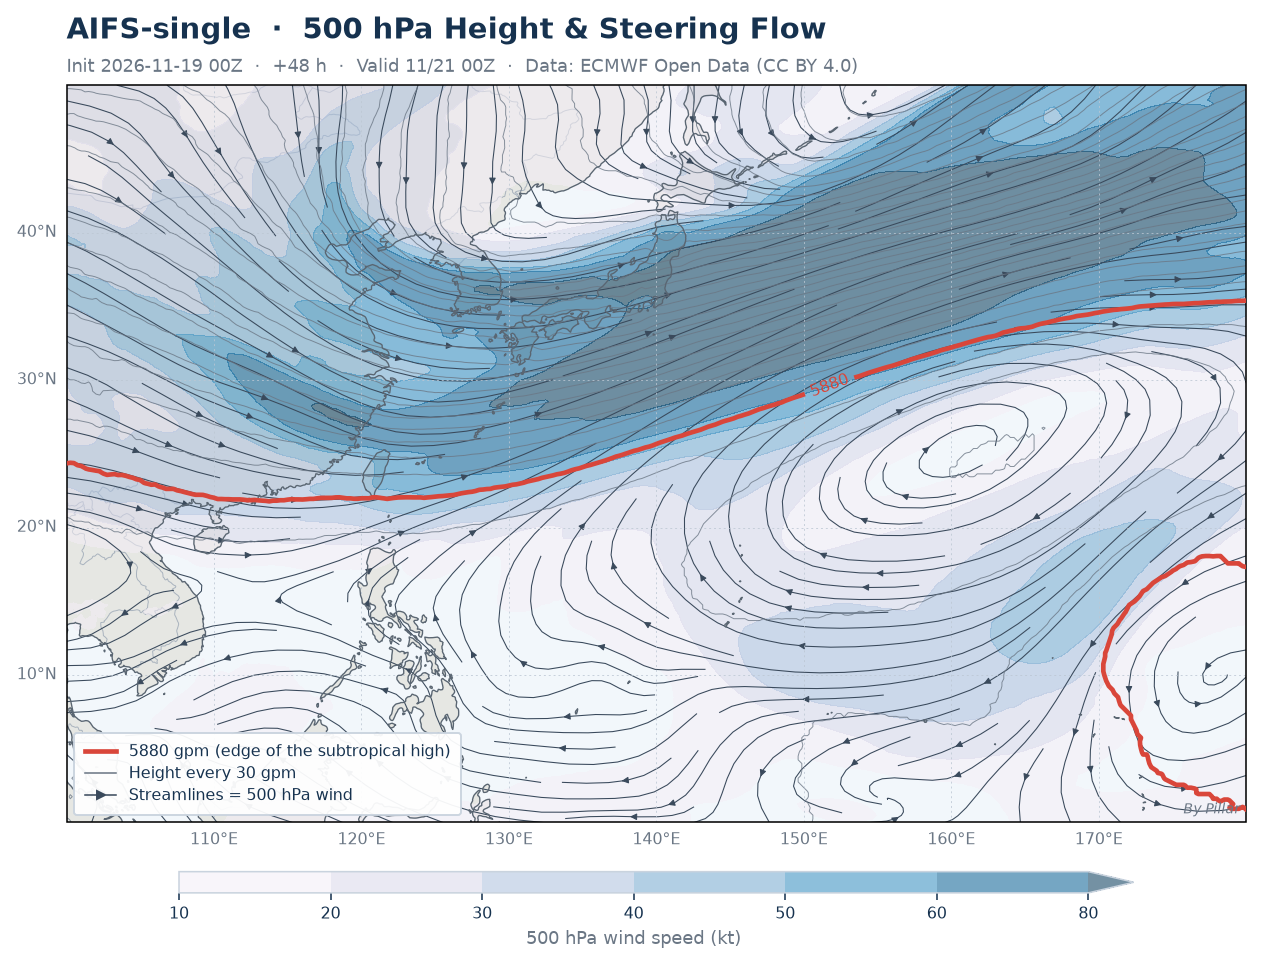 AIFS-single · 500 hPa Height & Steering Flow
Init 2026-11-19 00Z · +48 h · Valid 11/21 00Z · Data: ECMWF Open Data (CC BY 4.0)
40°N
30°N
20°N
10°N
5880
5880 gpm (edge of the subtropical high)
Height every 30 gpm
Streamlines = 500 hPa wind
By Pillar
110°E 120°E 130°E 140°E 150°E 160°E 170°E
10 20 30 40 50 60 80
500 hPa wind speed (kt)